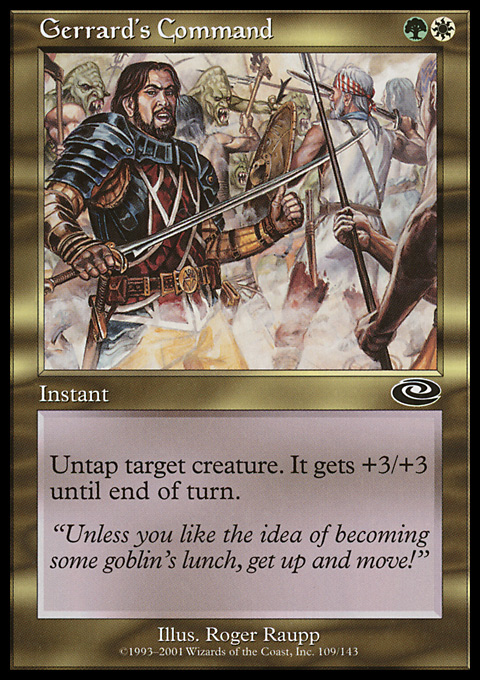 Gerrard's Command
Instant
Untap target creature. It gets +3/+3
until end of turn.
“Unless you like the idea of becoming
some goblin's lunch, get up and move!”
Illus. Roger Raupp
©1993–2001 Wizards of the Coast, Inc. 109/143